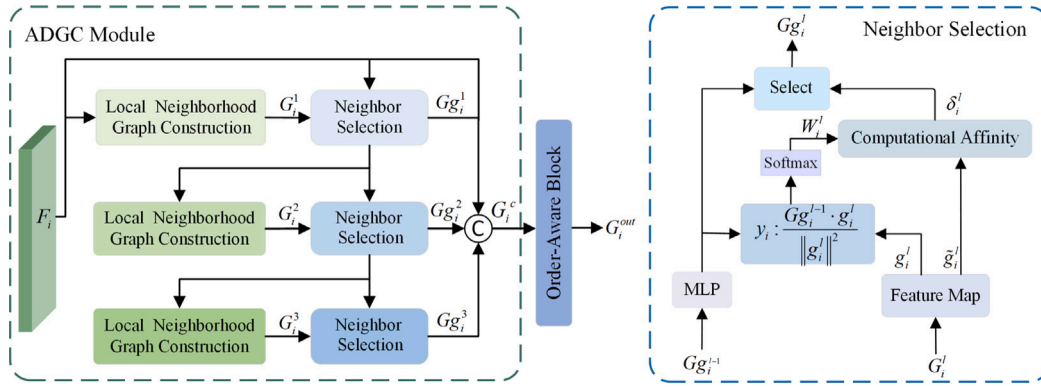 ADGC Module
Local Neighborhood
Graph Construction
G_i^1
Neighbor
Selection
Gg_i^1
F_i
Local Neighborhood
Graph Construction
G_i^2
Neighbor
Selection
Gg_i^2
C
G_i^c
Local Neighborhood
Graph Construction
G_i^3
Neighbor
Selection
Gg_i^3
Order-Aware Block
G_i^{out}
Neighbor Selection
Gg_i^l
Select
δ_i^l
W_i^l
Computational Affinity
Softmax
y_i : \frac{Gg_i^{l-1} · g_i^l}{‖g_i^l‖^2}
g_i^l
g̃_i^l
MLP
Feature Map
Gg_i^{l-1}
G_i^l